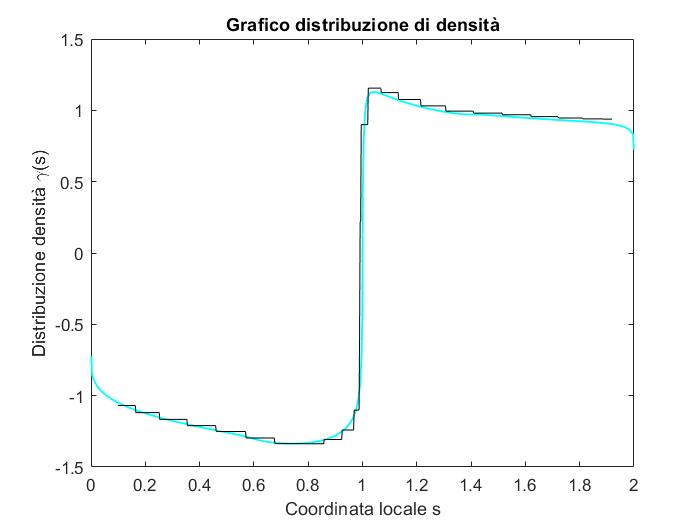 Grafico distribuzione di densità
1.5
1
0.5
0
-0.5
-1
-1.5
Distribuzione densità γ(s)
0 0.2 0.4 0.6 0.8 1 1.2 1.4 1.6 1.8 2
Coordinata locale s